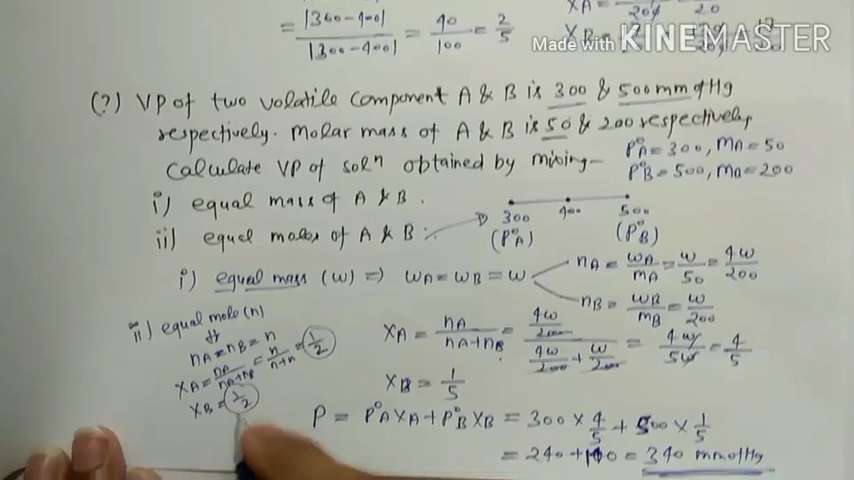 = |360-400| / |300-400| = 40/100 = 2/5
XA =
XB =
Made with KINEMASTER
(?) VP of two volatile component A & B is 300 & 500 mmofHg
respectively. Molar mass of A & B is 50 & 200 respectively,
Calculate VP of solⁿ obtained by mixing-
P°A = 300, MA = 50
P°B = 500, MA = 200
i) equal mass of A & B.
ii) equal moles of A & B:
300 400 500
(P°A) (P°B)
i) equal mass (w) => wA = wB = w
nA = wA/MA = w/50 = 4w/200
nB = wB/MB = w/200
ii) equal mole (n)
nA = nB = n
XA = nA/(nA+nB) = n/(n+n) = 1/2
XB = 1/2
XA = nA/(nA+nB) = (4w/200)/(4w/200 + w/200) = 4w/5w = 4/5
XB = 1/5
P = P°A XA + P°B XB = 300 × 4/5 + 500 × 1/5
= 240 + 100 = 340 mmofHg